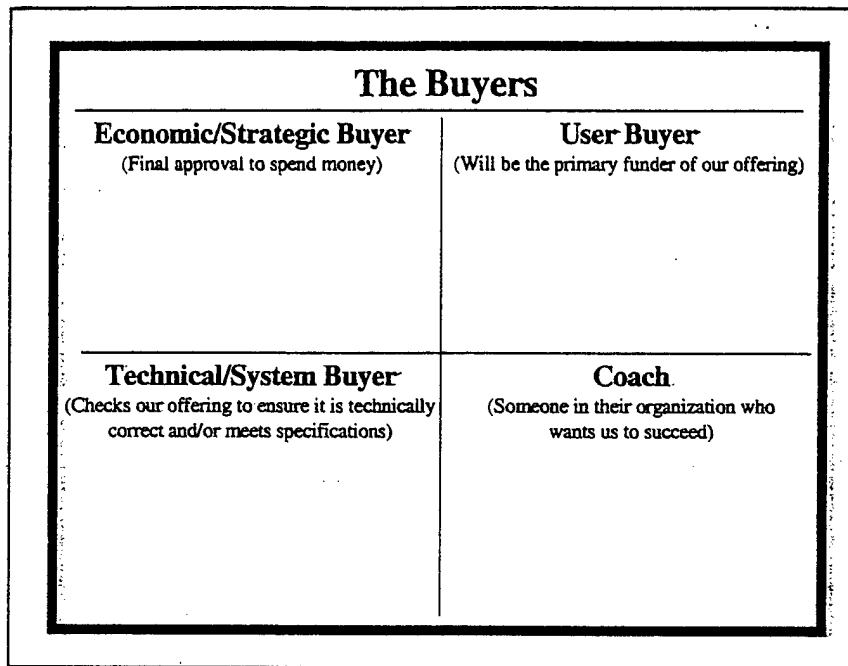 The Buyers
Economic/Strategic Buyer
(Final approval to spend money)
User Buyer
(Will be the primary funder of our offering)
Technical/System Buyer
(Checks our offering to ensure it is technically
correct and/or meets specifications)
Coach
(Someone in their organization who
wants us to succeed)